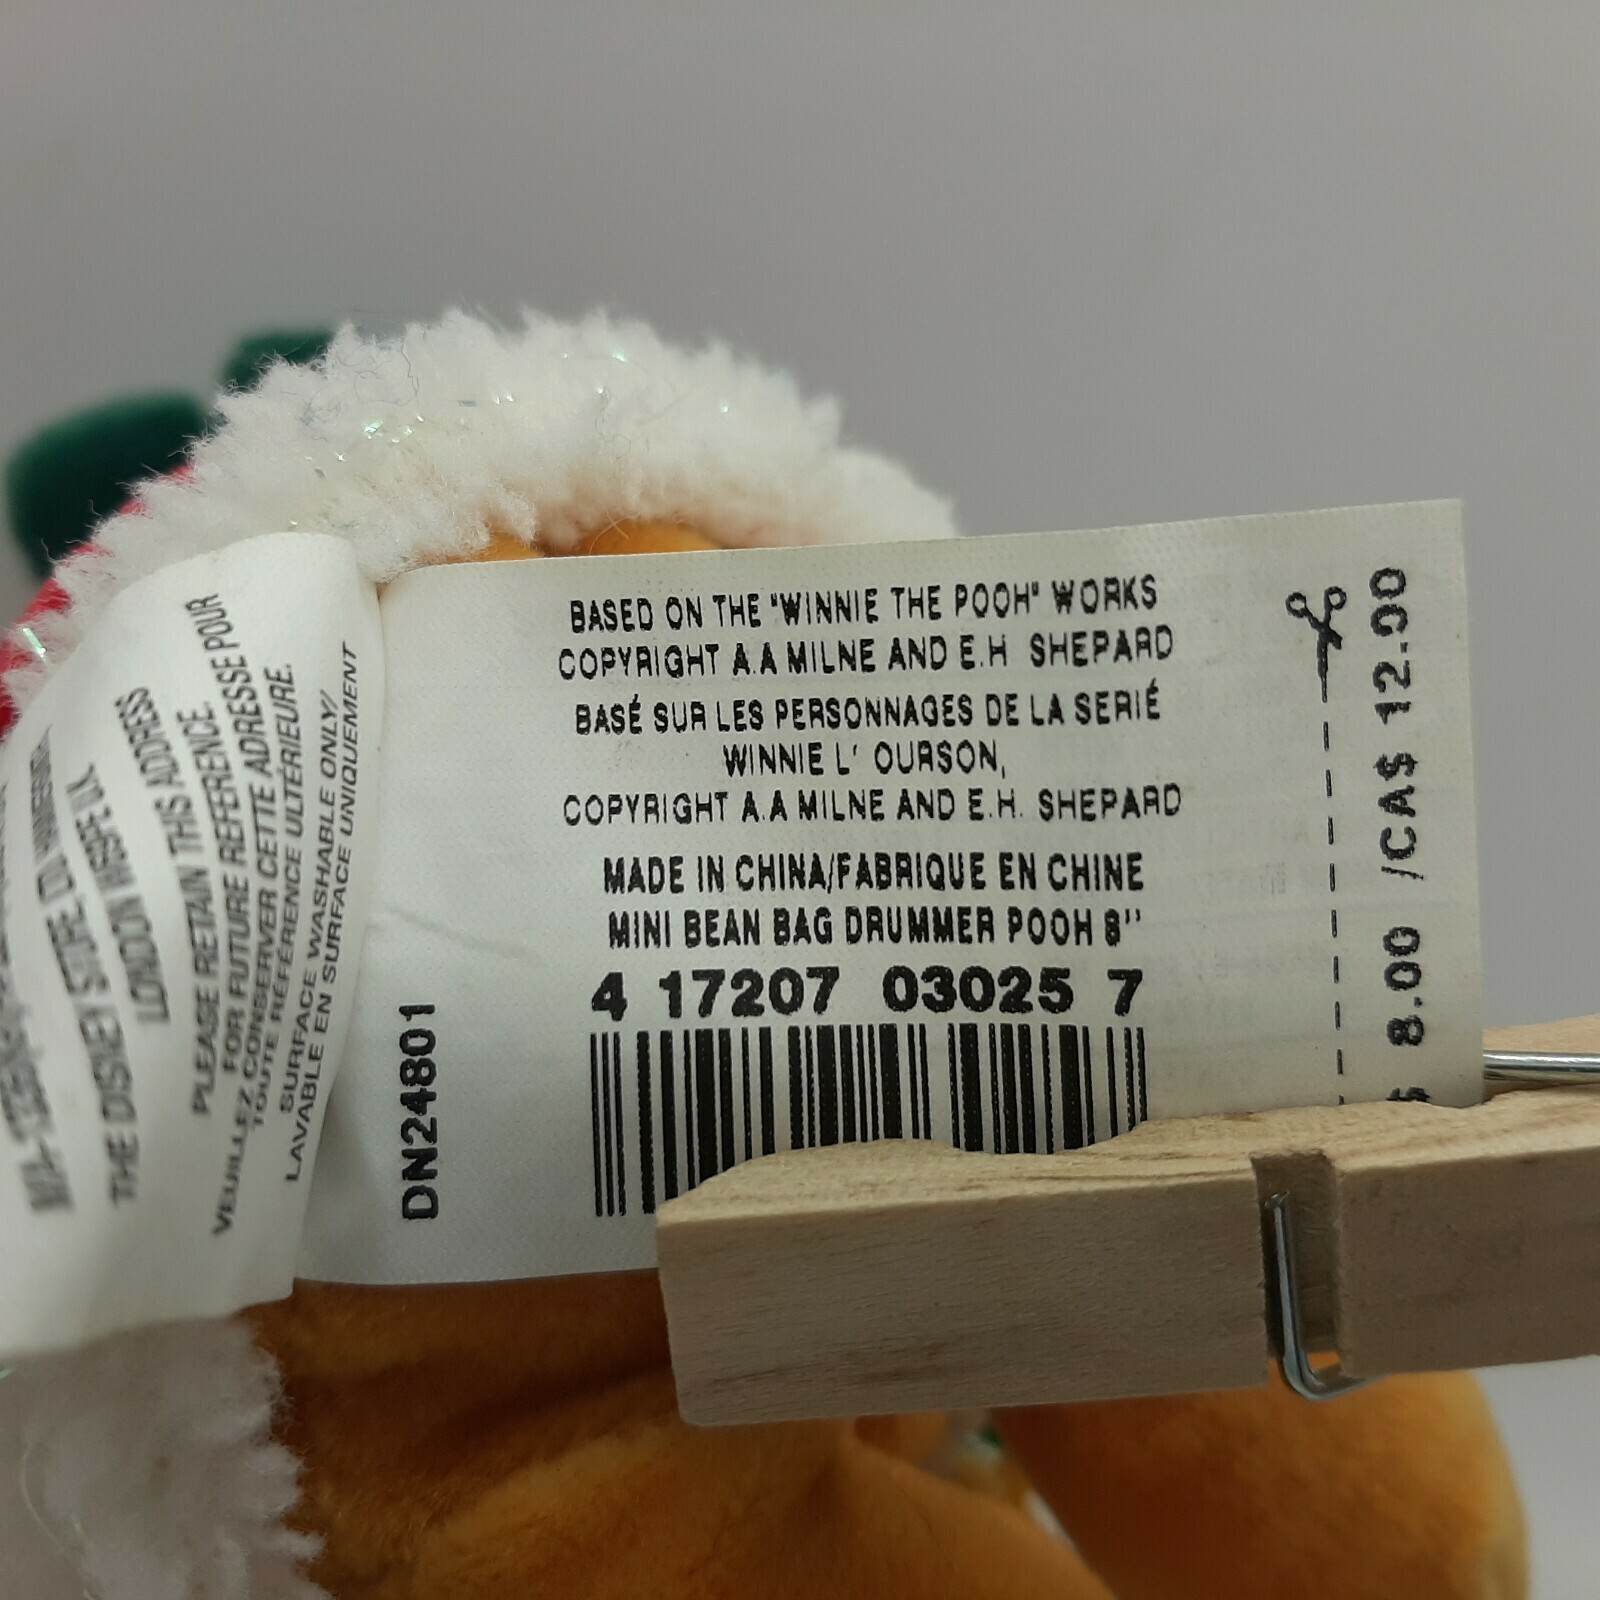 THE DISNEY STORE U.K.
LONDON W69PE U.K.
PLEASE RETAIN THIS ADDRESS
FOR FUTURE REFERENCE.
VEUILLEZ CONSERVER CETTE ADRESSE POUR
TOUTE RÉFÉRENCE ULTÉRIEURE.
SURFACE WASHABLE ONLY/
LAVABLE EN SURFACE UNIQUEMENT
BASED ON THE "WINNIE THE POOH" WORKS
COPYRIGHT A.A MILNE AND E.H SHEPARD
BASÉ SUR LES PERSONNAGES DE LA SERIÉ
WINNIE L' OURSON,
COPYRIGHT A.A MILNE AND E.H. SHEPARD
MADE IN CHINA/FABRIQUE EN CHINE
MINI BEAN BAG DRUMMER POOH 8''
4 17207 03025 7
DN24801
$ 8.00 /CA$ 12.00